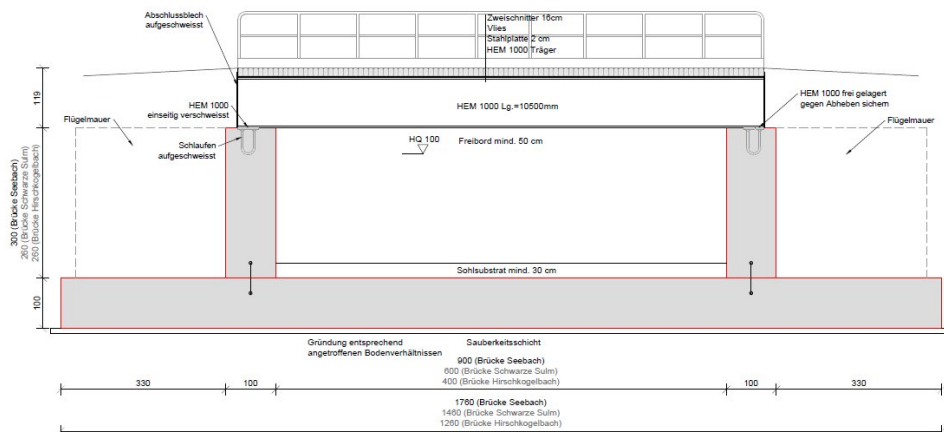 Abschlussblech
aufgeschweisst
Zweischnitter 16cm
Vlies
Stahlplatte 2 cm
HEM 1000 Träger
119
HEM 1000
einseitig verschweisst
HEM 1000 Lg.=10500mm
HEM 1000 frei gelagert
gegen Abheben sichern
Flügelmauer
Flügelmauer
Schlaufen
aufgeschweisst
HQ 100
Freibord mind. 50 cm
300 (Brücke Seebach)
260 (Brücke Schwarze Sulm)
260 (Brücke Hirschkogelbach)
Sohlsubstrat mind. 30 cm
100
Gründung entsprechend
angetroffenen Bodenverhältnissen
Sauberkeitsschicht
900 (Brücke Seebach)
600 (Brücke Schwarze Sulm)
400 (Brücke Hirschkogelbach)
330
100
100
330
1760 (Brücke Seebach)
1460 (Brücke Schwarze Sulm)
1260 (Brücke Hirschkogelbach)